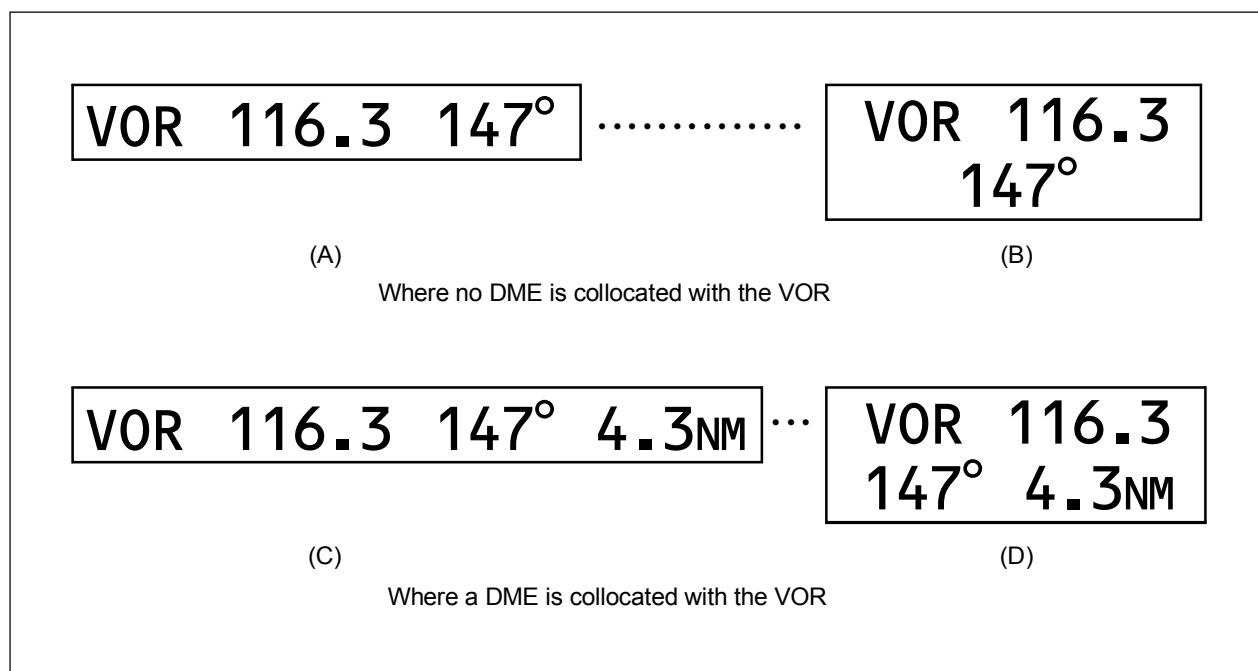 VOR 116.3 147° .............. VOR 116.3
147°
(A) (B)
Where no DME is collocated with the VOR
VOR 116.3 147° 4.3NM ... VOR 116.3
147° 4.3NM
(C) (D)
Where a DME is collocated with the VOR